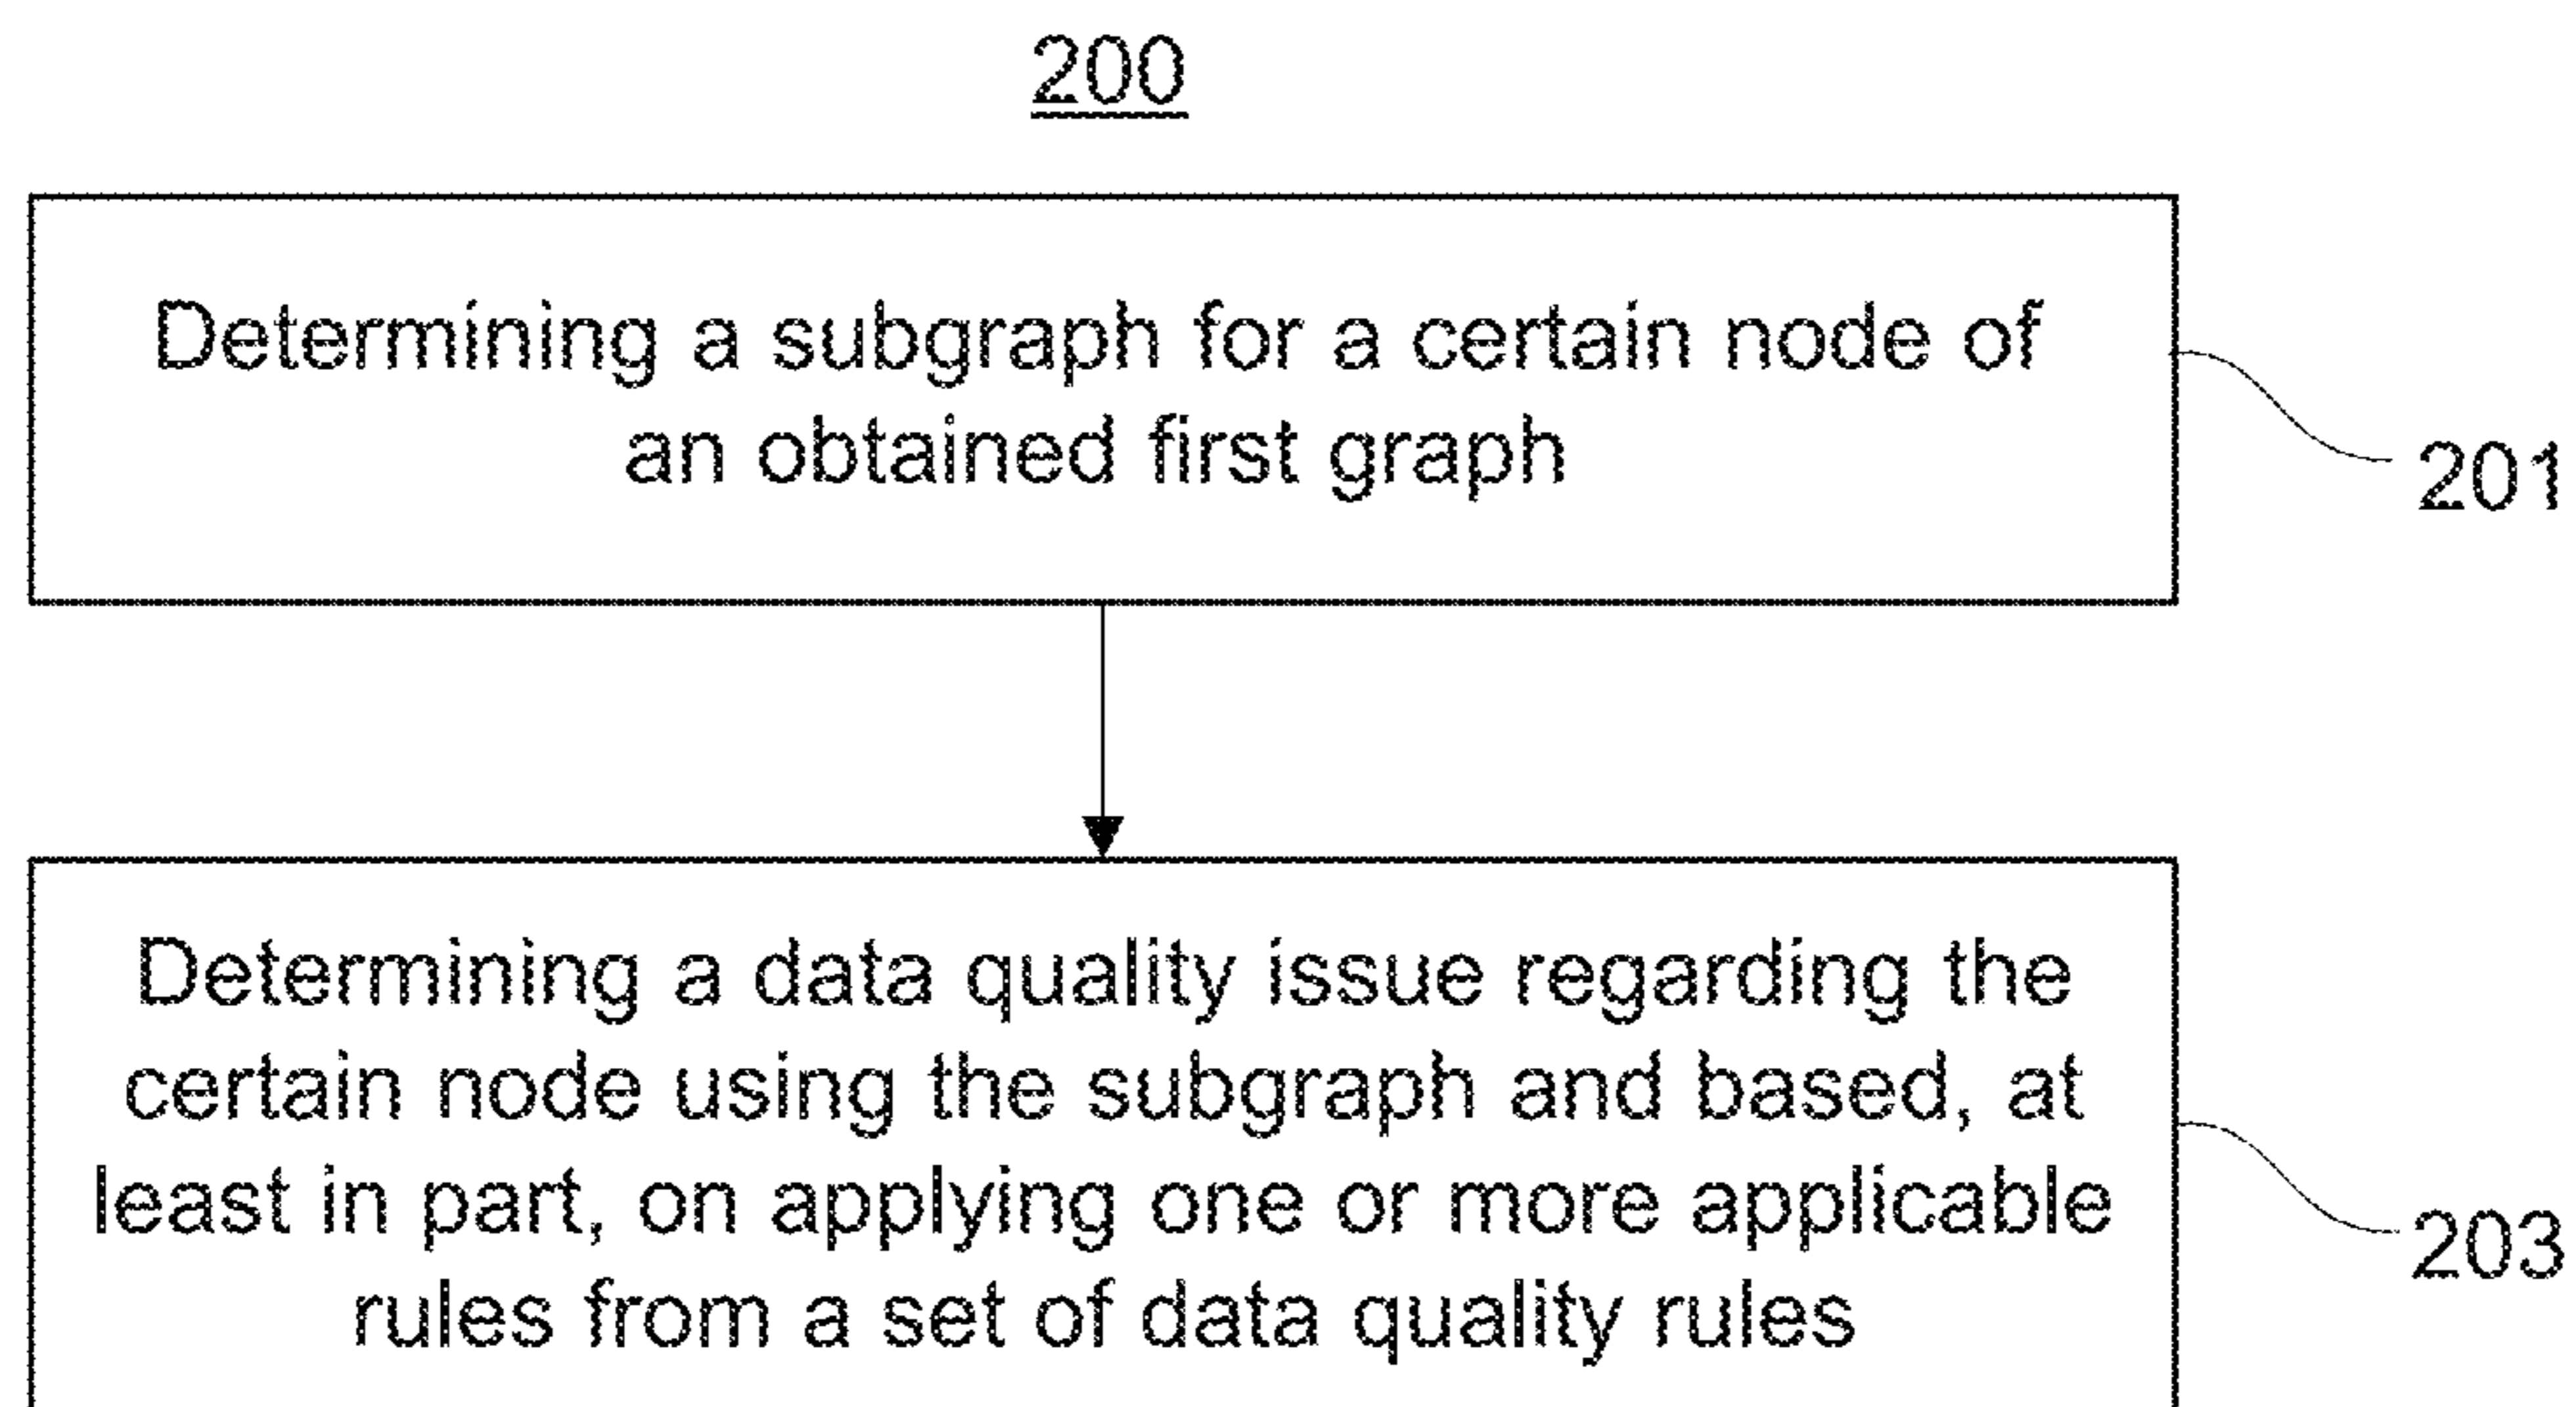 200
Determining a subgraph for a certain node of
an obtained first graph
201
Determining a data quality issue regarding the
certain node using the subgraph and based, at
least in part, on applying one or more applicable
rules from a set of data quality rules
203